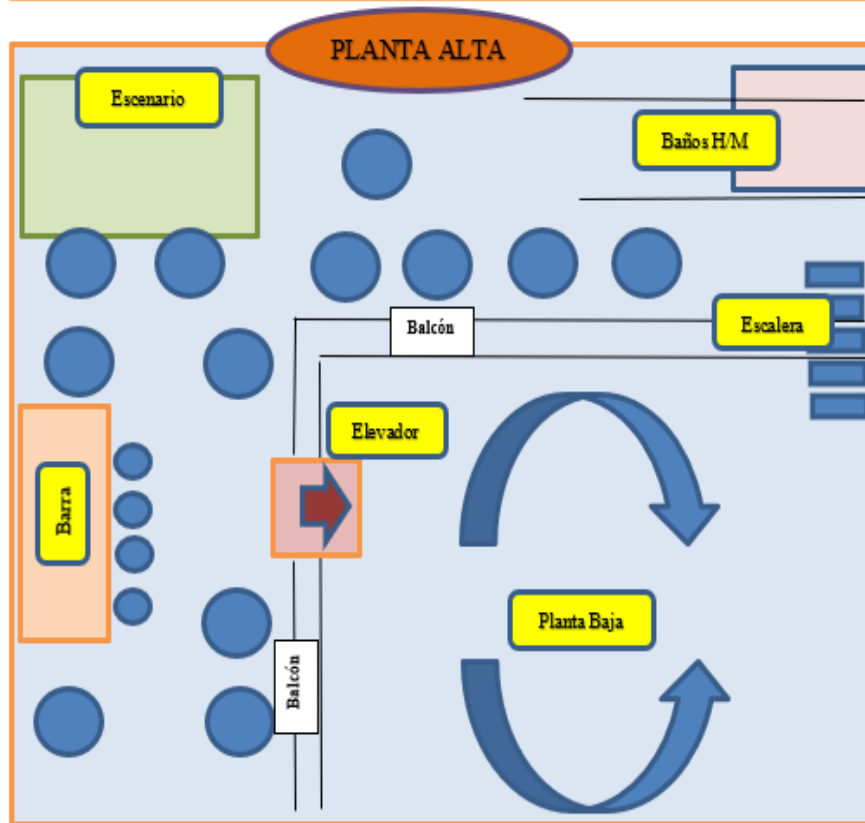 PLANTA ALTA
Escenario
Baños H/M
Balcón
Escalera
Elevador
Barra
Planta Baja
Balcón